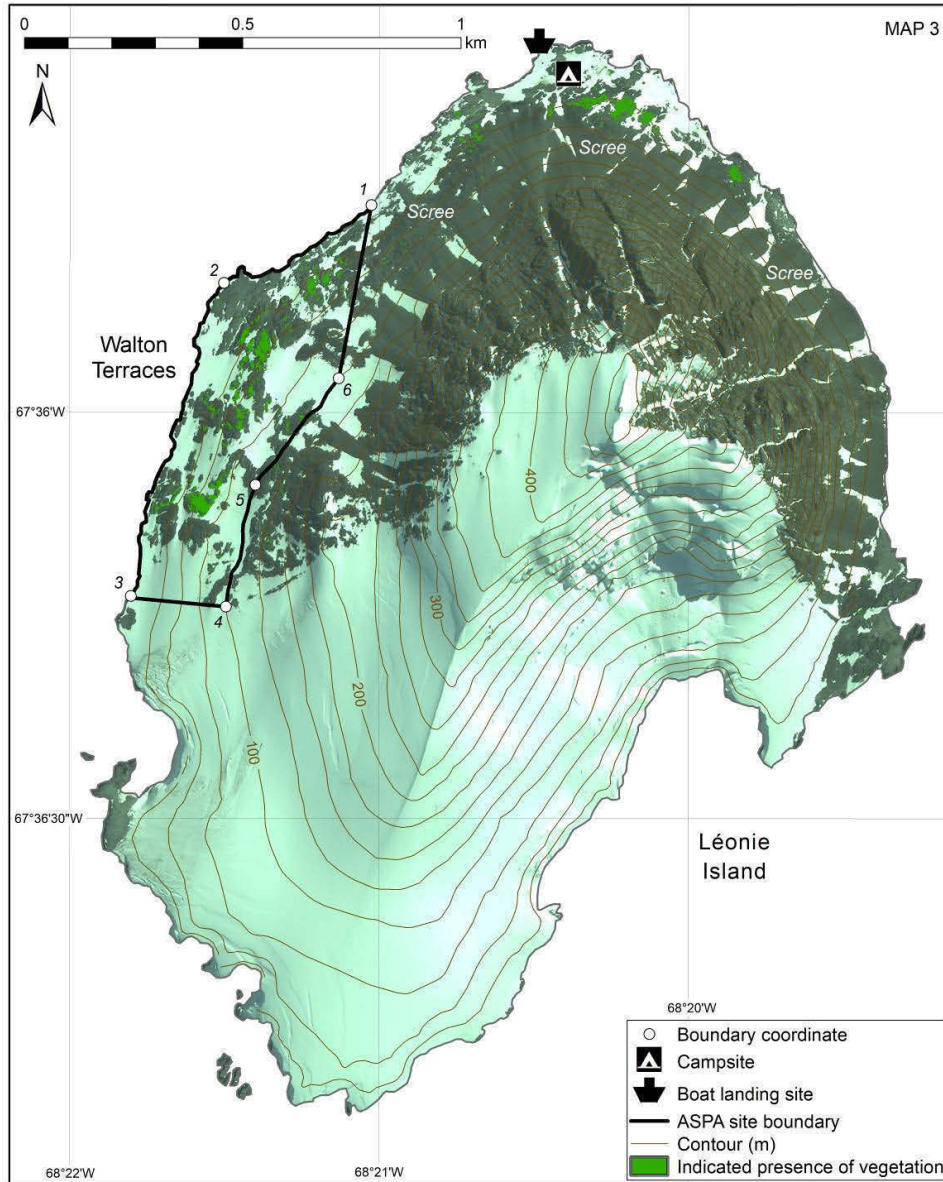 0 0.5 1
km
MAP 3
N
Scree
1
Scree
2
Scree
Walton
Terraces
6
67°36'W
400
5
3
4
300
200
100
67°36'30"W
Léonie
Island
68°20'W
Boundary coordinate
Campsite
Boat landing site
ASPA site boundary
Contour (m)
Indicated presence of vegetation
68°22'W
68°21'W